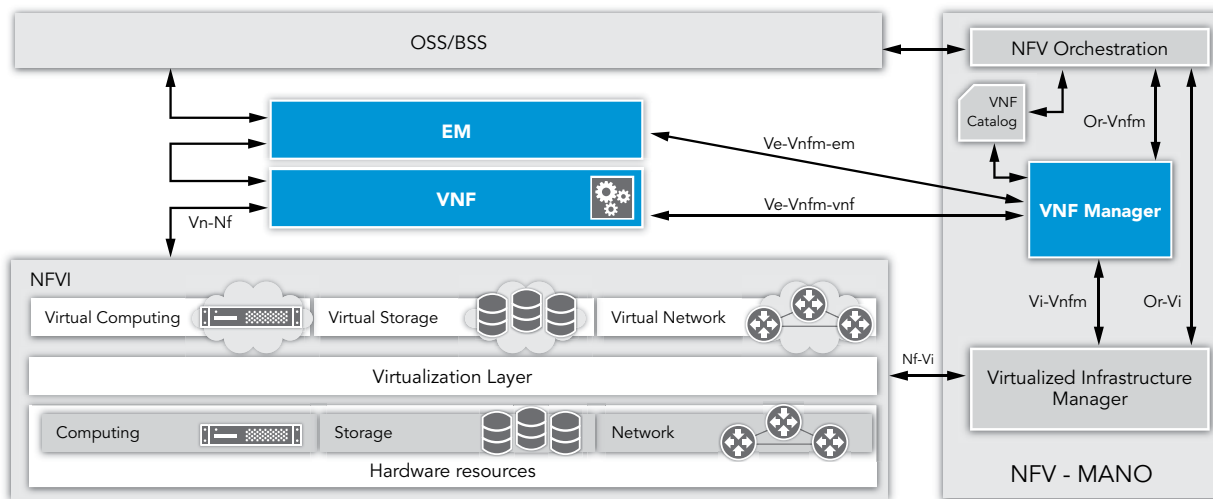 OSS/BSS
NFV Orchestration
VNF
Catalog
Or-Vnfm
EM
Ve-Vnfm-em
VNF
Ve-Vnfm-vnf
VNF Manager
Vn-Nf
NFVI
Virtual Computing
Virtual Storage
Virtual Network
Vi-Vnfm
Or-Vi
Virtualization Layer
Nf-Vi
Virtualized Infrastructure
Manager
Computing
Storage
Network
Hardware resources
NFV - MANO